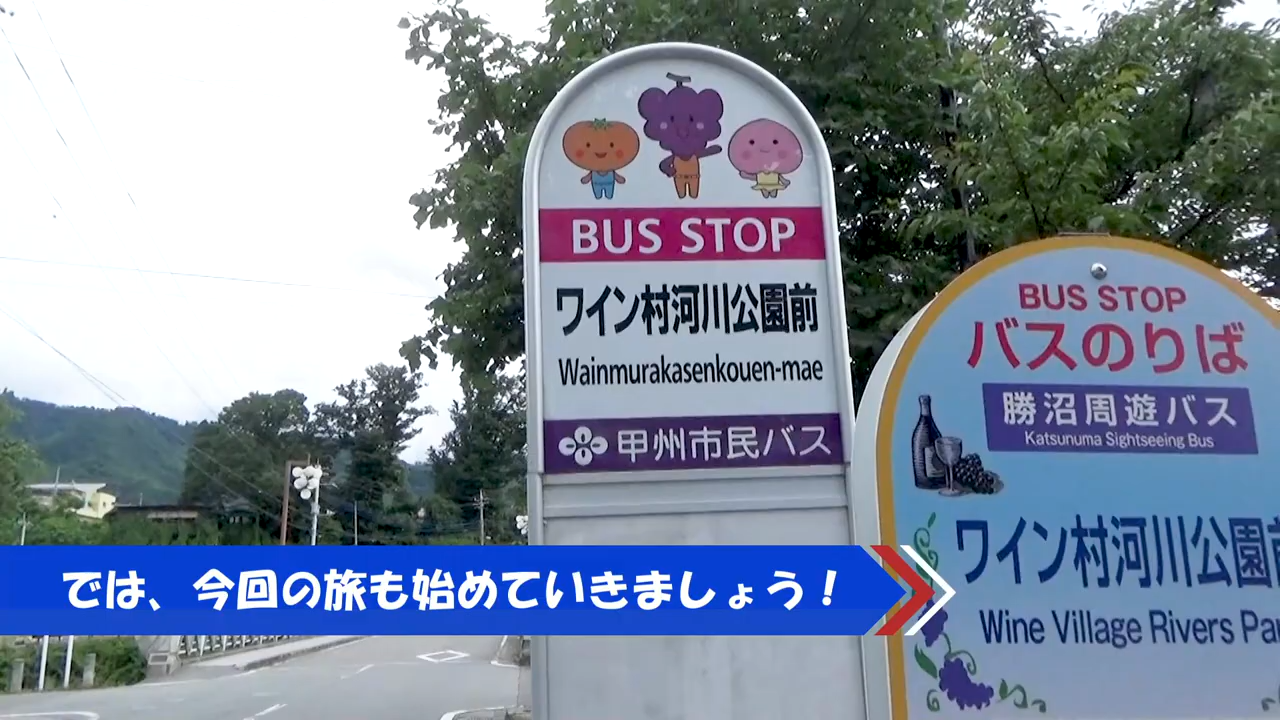 BUS STOP
ワイン村河川公園前
Wainmurakasenkouen-mae
甲州市民バス
BUS STOP
バスのりば
勝沼周遊バス
Katsunuma Sightseeing Bus
ワイン村河川公園
Wine Village Rivers
では、今回の旅も始めていきましょう!